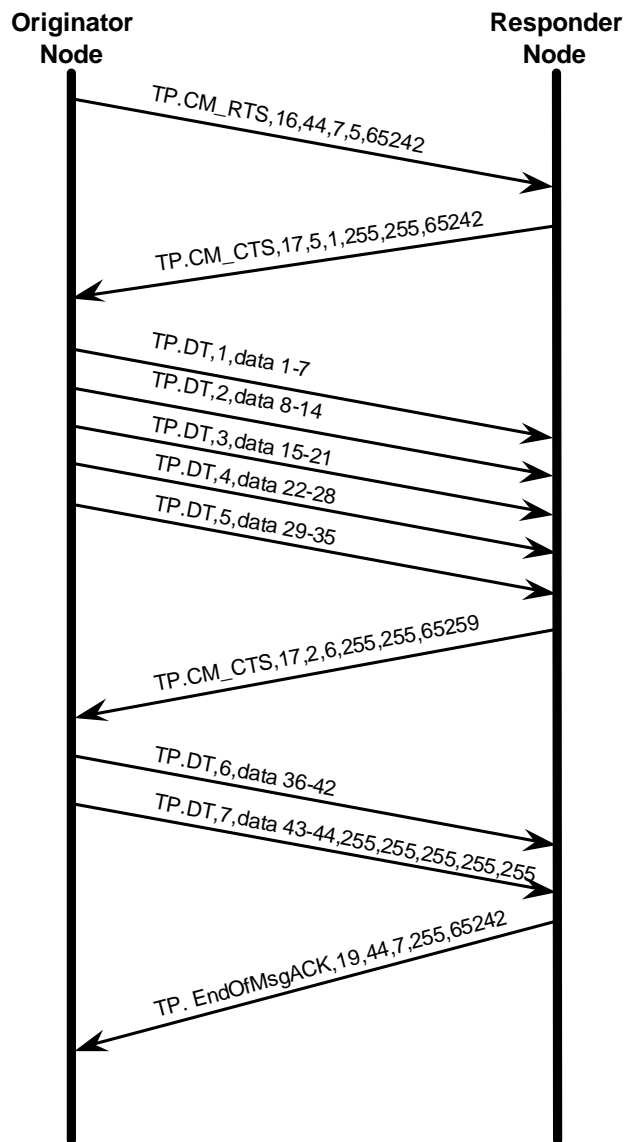 Originator
Node
Responder
Node
TP.CM_RTS,16,44,7,5,65242
TP.CM_CTS,17,5,1,255,255,65242
TP.DT,1,data 1-7
TP.DT,2,data 8-14
TP.DT,3,data 15-21
TP.DT,4,data 22-28
TP.DT,5,data 29-35
TP.CM_CTS,17,2,6,255,255,65259
TP.DT,6,data 36-42
TP.DT,7,data 43-44,255,255,255,255,255
TP. EndOfMsgACK,19,44,7,255,65242